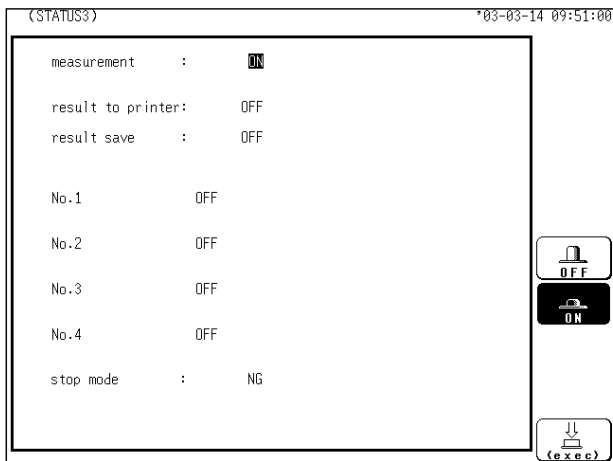 (STATUS3) '03-03-14 09:51:00
measurement : ON
result to printer: OFF
result save : OFF
No.1 OFF
No.2 OFF
No.3 OFF
No.4 OFF
stop mode : NG
OFF
ON
(exec)